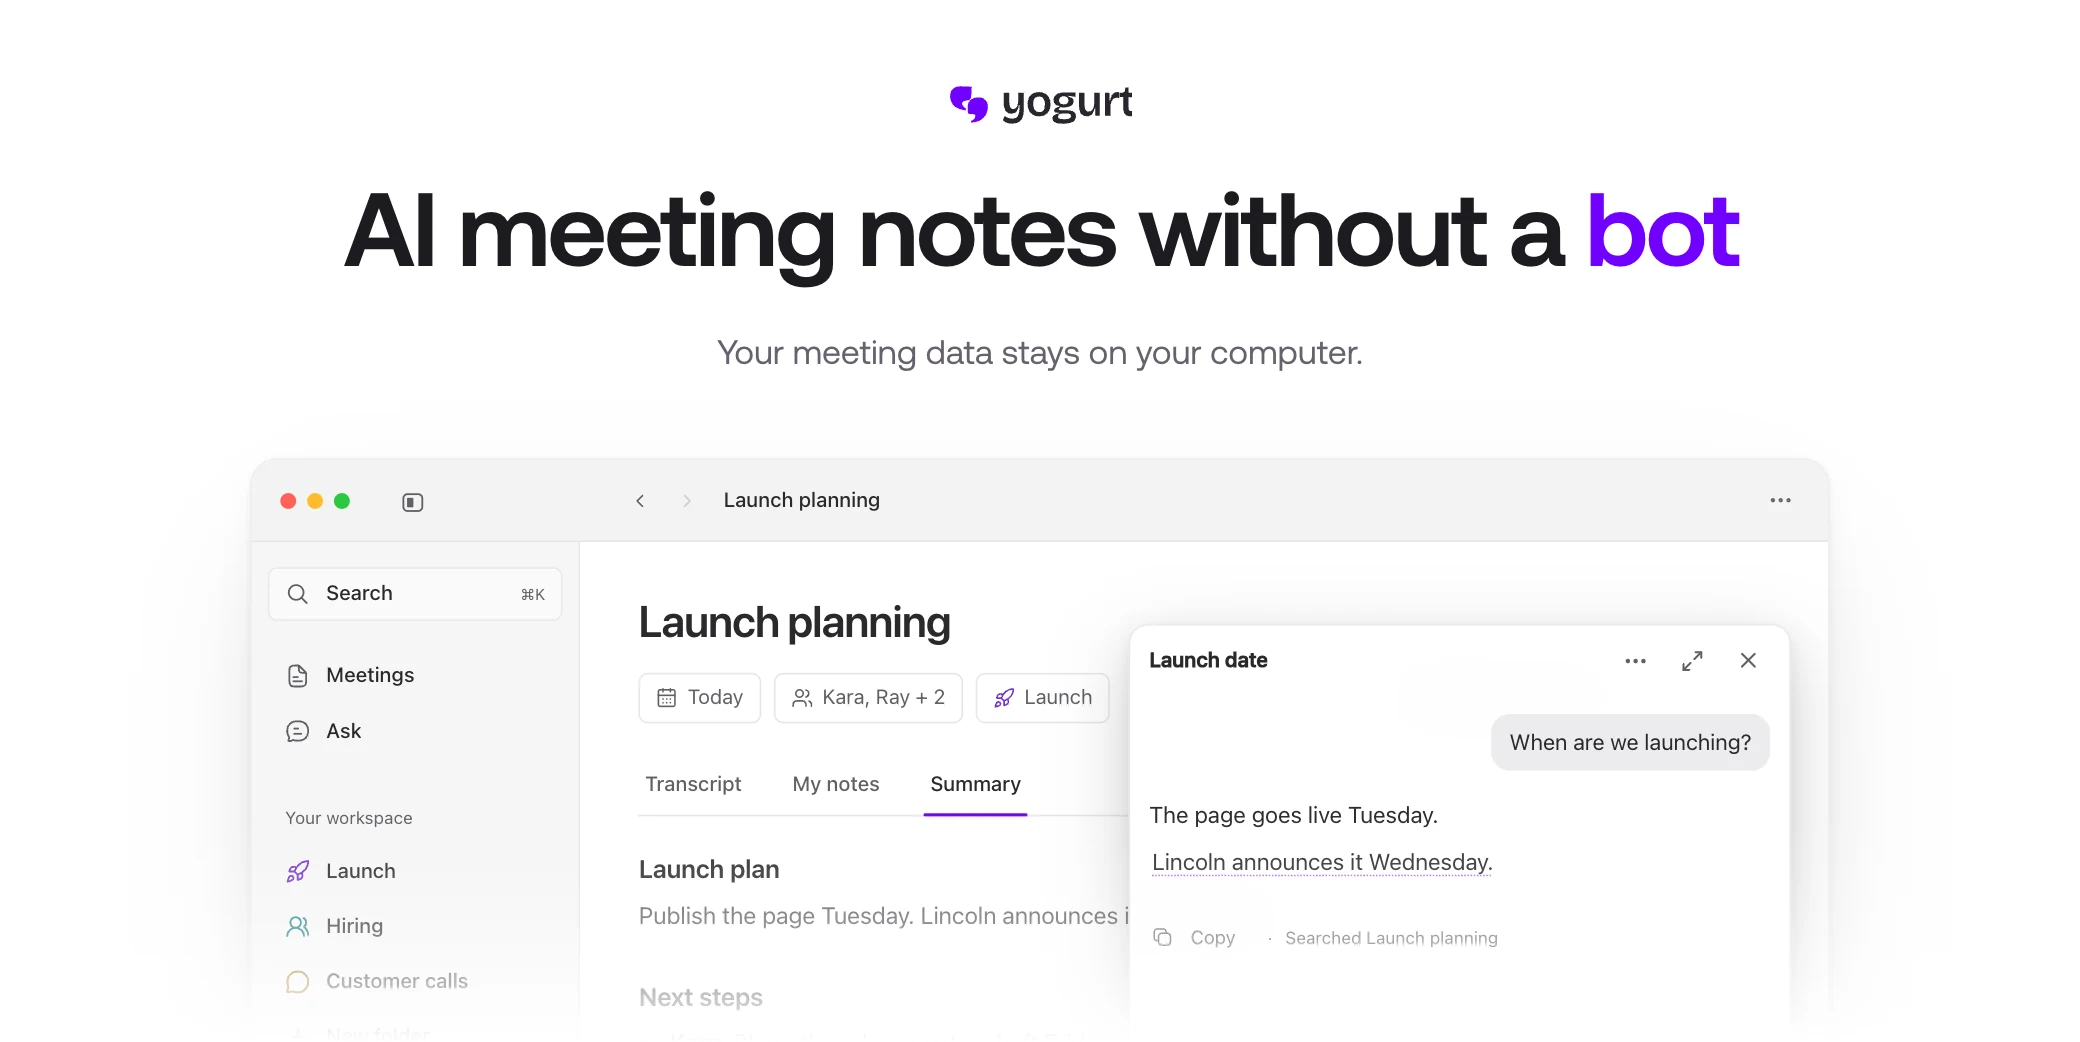 yogurt
AI meeting notes without a bot
Your meeting data stays on your computer.
Launch planning
Search ⌘K
Meetings
Ask
Your workspace
Launch
Hiring
Customer calls
New folder
Launch planning
Today Kara, Ray + 2 Launch
Transcript My notes Summary
Launch plan
Publish the page Tuesday. Lincoln announces
Next steps
Launch date
When are we launching?
The page goes live Tuesday.
Lincoln announces it Wednesday.
Copy · Searched Launch planning